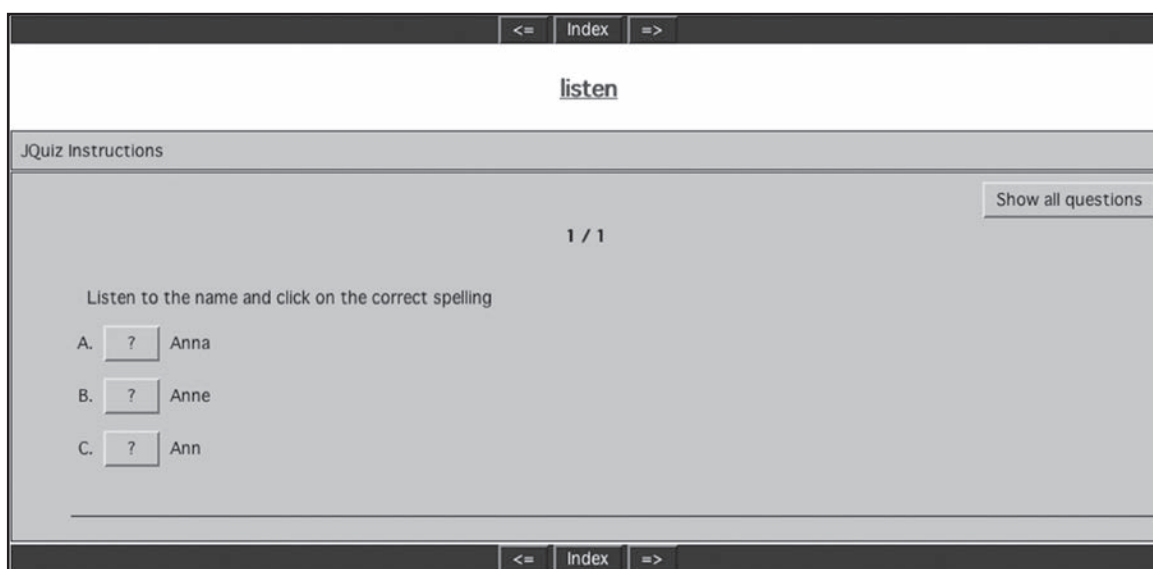 <= Index =>
listen
JQuiz Instructions
Show all questions
1 / 1
Listen to the name and click on the correct spelling
A. ? Anna
B. ? Anne
C. ? Ann
<= Index =>